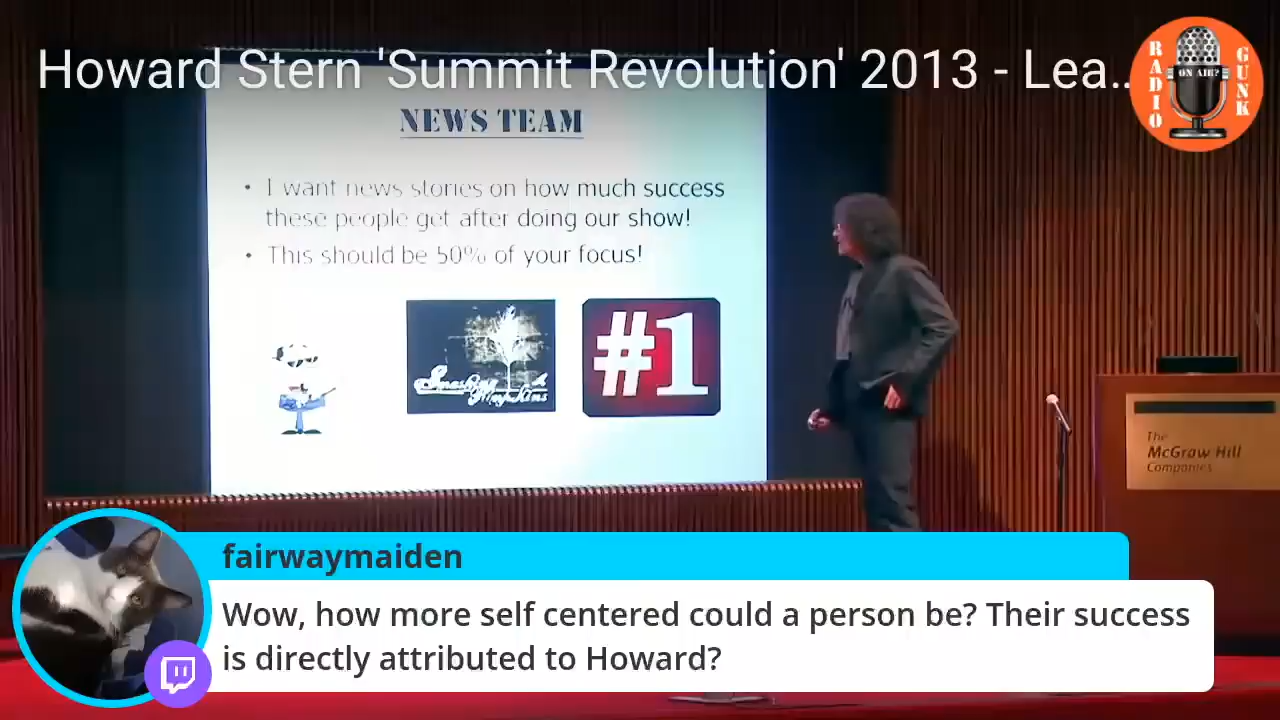 Howard Stern 'Summit Revolution' 2013 - Lea..
RADIO
ON AIR?
GUNK
NEWS TEAM
• I want news stories on how much success
these people get after doing our show!
• This should be 50% of your focus!
Smashing
Pumpkins
#1
The
McGraw Hill
Companies
fairwaymaiden
Wow, how more self centered could a person be? Their success
is directly attributed to Howard?